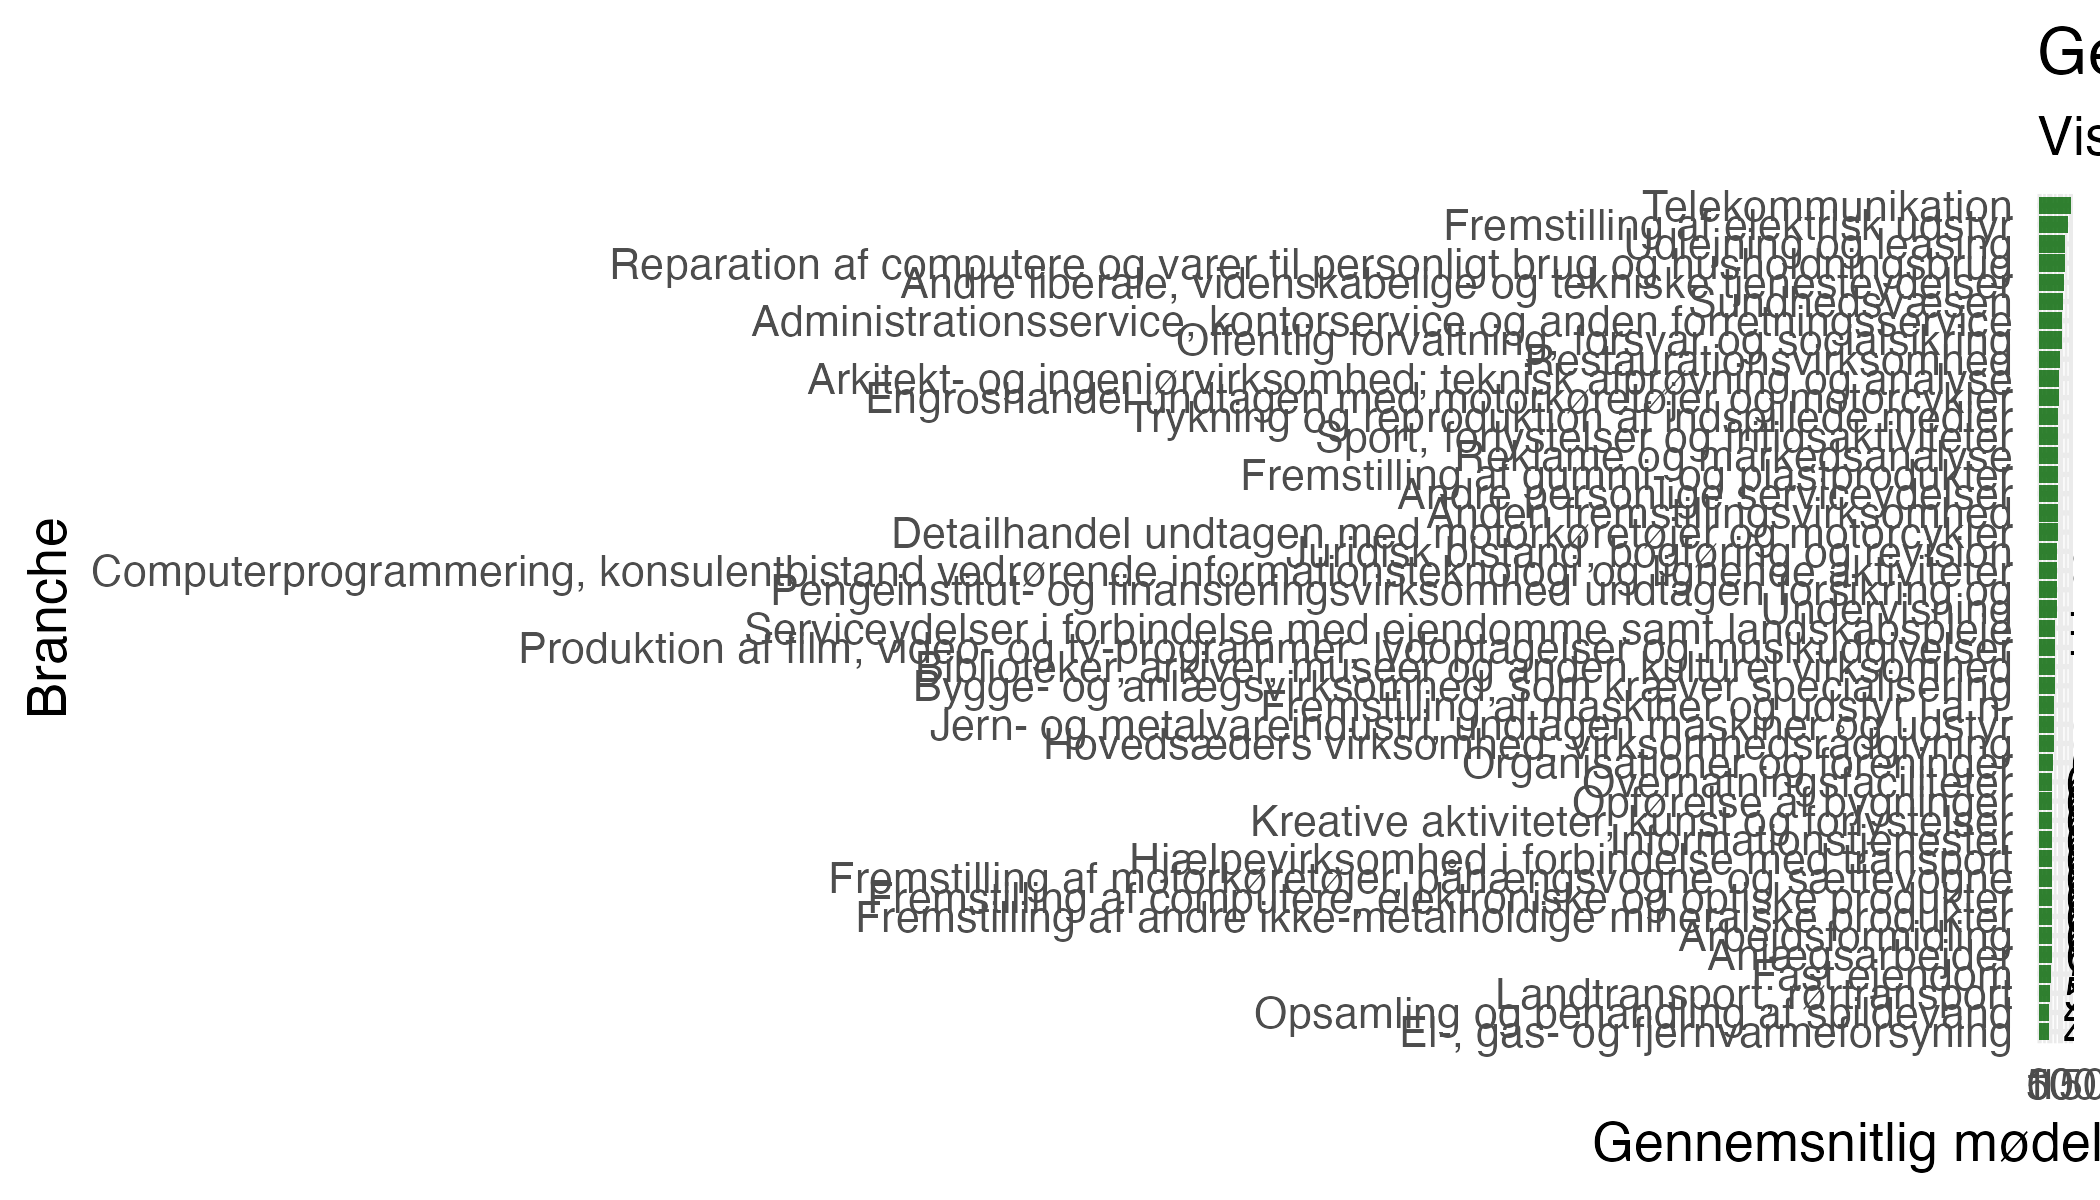 Ge
Vis
Telekommunikation
Fremstilling af elektrisk udstyr
Udlejning og leasing
Reparation af computere og varer til personligt brug og husholdningsbrug
Andre liberale, videnskabelige og tekniske tjenesteydelser
Sundhedsvæsen
Administrationsservice, kontorservice og anden forretningsservice
Offentlig forvaltning, forsvar og socialsikring
Restaurationsvirksomhed
Arkitekt- og ingeniørvirksomhed; teknisk afprøvning og analyse
Engroshandel undtagen med motorkøretøjer og motorcykler
Trykning og reproduktion af indspillede medier
Sport, forlystelser og fritidsaktiviteter
Reklame og markedsanalyse
Fremstilling af gummi- og plastprodukter
Andre personlige serviceydelser
Anden fremstillingsvirksomhed
Detailhandel undtagen med motorkøretøjer og motorcykler
Juridisk bistand, bogføring og revision
Computerprogrammering, konsulentbistand vedrørende informationsteknologi og lignende aktiviteter
Pengeinstitut- og finansieringsvirksomhed undtagen forsikring og
Undervisning
Serviceydelser i forbindelse med ejendomme samt landskabspleje
Produktion af film, video- og tv-programmer, lydoptagelser og musikudgivelser
Biblioteker, arkiver, museer og anden kulturel virksomhed
Bygge- og anlægsvirksomhed, som kræver specialisering
Fremstilling af maskiner og udstyr i.a.n.
Jern- og metalvareindustri, undtagen maskiner og udstyr
Hovedsæders virksomhed, virksomhedsrådgivning
Organisationer og foreninger
Overnatningsfaciliteter
Opførelse af bygninger
Kreative aktiviteter, kunst og forlystelser
Informationstjenester
Hjælpevirksomhed i forbindelse med transport
Fremstilling af motorkøretøjer, påhængsvogne og sættevogne
Fremstilling af computere, elektroniske og optiske produkter
Fremstilling af andre ikke-metalholdige mineralske produkter
Arbejdsformidling
Anlægsarbejder
Fast ejendom
Landtransport; rørtransport
Opsamling og behandling af spildevand
El-, gas- og fjernvarmeforsyning
Branche
Gennemsnitlig mødel